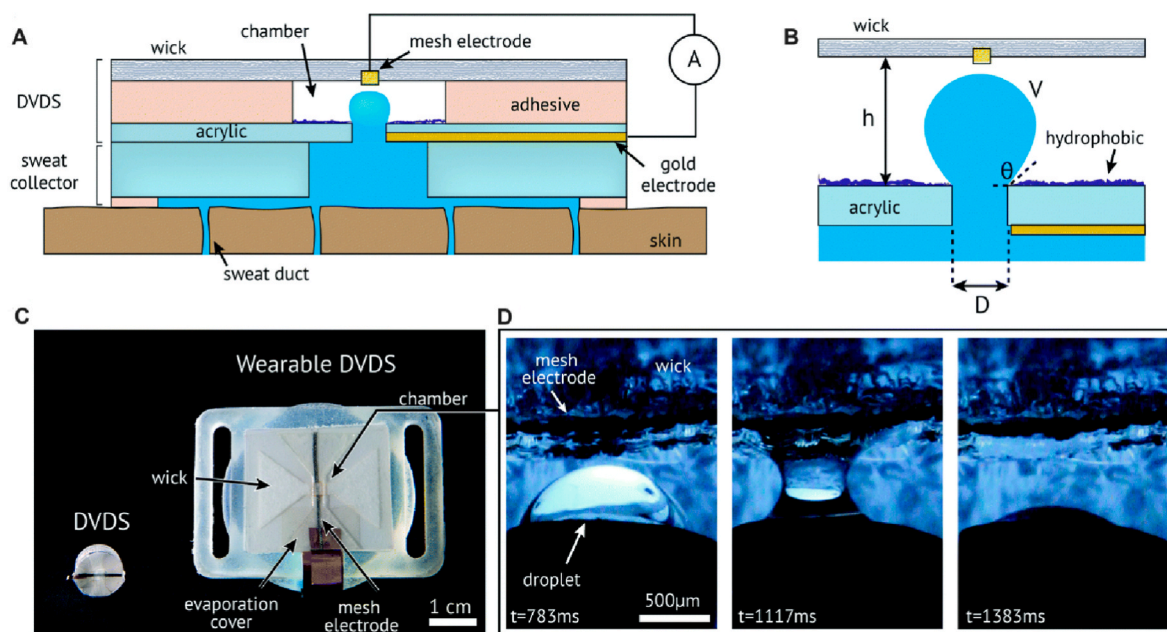 A
wick
chamber
mesh electrode
A
DVDS
adhesive
acrylic
sweat
collector
gold
electrode
skin
sweat duct
B
V
h
hydrophobic
θ
acrylic
D
C
Wearable DVDS
chamber
wick
DVDS
evaporation
cover
mesh
electrode
1 cm
D
mesh
electrode
wick
droplet
500µm
t=783ms
t=1117ms
t=1383ms